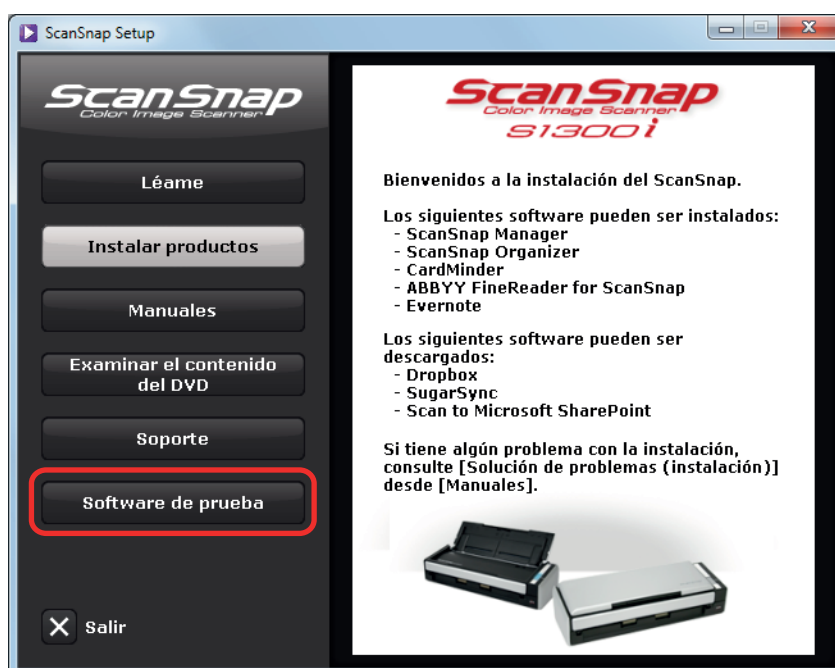 ScanSnap Setup
ScanSnap
Color Image Scanner
Léame
Instalar productos
Manuales
Examinar el contenido
del DVD
Soporte
Software de prueba
Salir
ScanSnap
Color Image Scanner
S1300i
Bienvenidos a la instalación del ScanSnap.
Los siguientes software pueden ser instalados:
- ScanSnap Manager
- ScanSnap Organizer
- CardMinder
- ABBYY FineReader for ScanSnap
- Evernote
Los siguientes software pueden ser
descargados:
- Dropbox
- SugarSync
- Scan to Microsoft SharePoint
Si tiene algún problema con la instalación,
consulte [Solución de problemas (instalación)]
desde [Manuales].